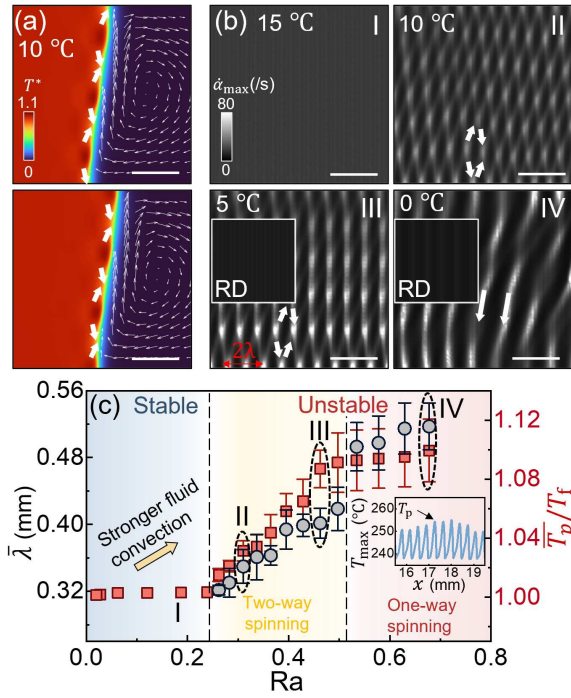 (a)
10 ℃
T*
1.1
0
(b) 15 ℃ I
α̇max(/s)
80
0
10 ℃ II
5 ℃ III
RD
2λ
0 ℃ IV
RD
(c)
Stable
Unstable
Stronger fluid
convection
I
II
III
IV
Two-way
spinning
One-way
spinning
0.56
0.48
0.40
0.32
λ̄ (mm)
1.12
1.08
1.04
1.00
T̄p/Tf
Tmax (℃)
260
250
240
Tp
16 17 18 19
x (mm)
0.0 0.2 0.4 0.6 0.8
Ra